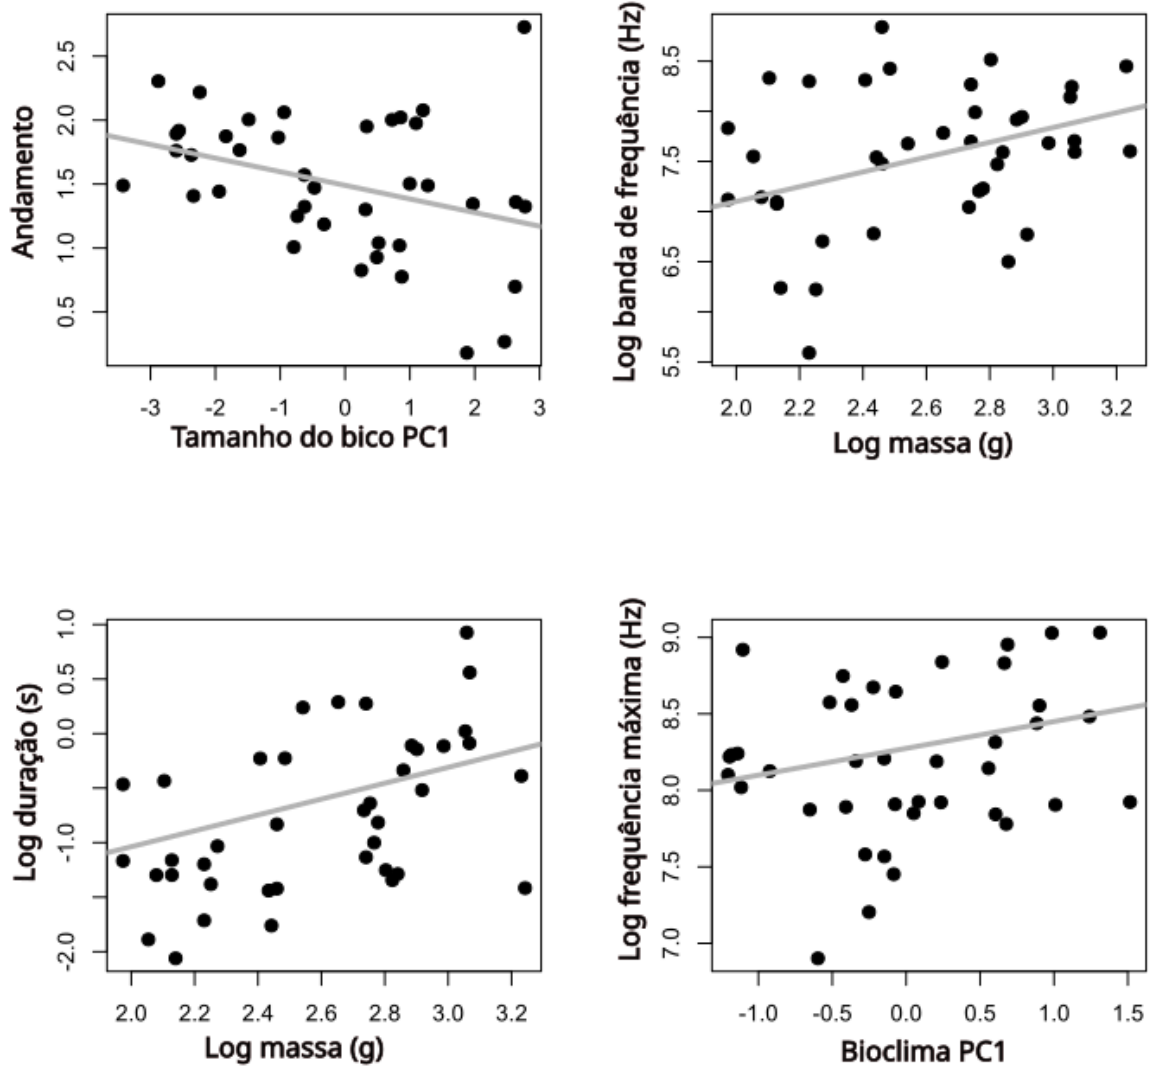 Andamento
2.5
2.0
1.5
1.0
0.5
-3 -2 -1 0 1 2 3
Tamanho do bico PC1
Log banda de frequência (Hz)
8.5
7.5
6.5
5.5
2.0 2.2 2.4 2.6 2.8 3.0 3.2
Log massa (g)
Log duração (s)
1.0
0.5
0.0
-1.0
-2.0
2.0 2.2 2.4 2.6 2.8 3.0 3.2
Log massa (g)
Log frequência máxima (Hz)
9.0
8.5
8.0
7.5
7.0
-1.0 -0.5 0.0 0.5 1.0 1.5
Bioclima PC1